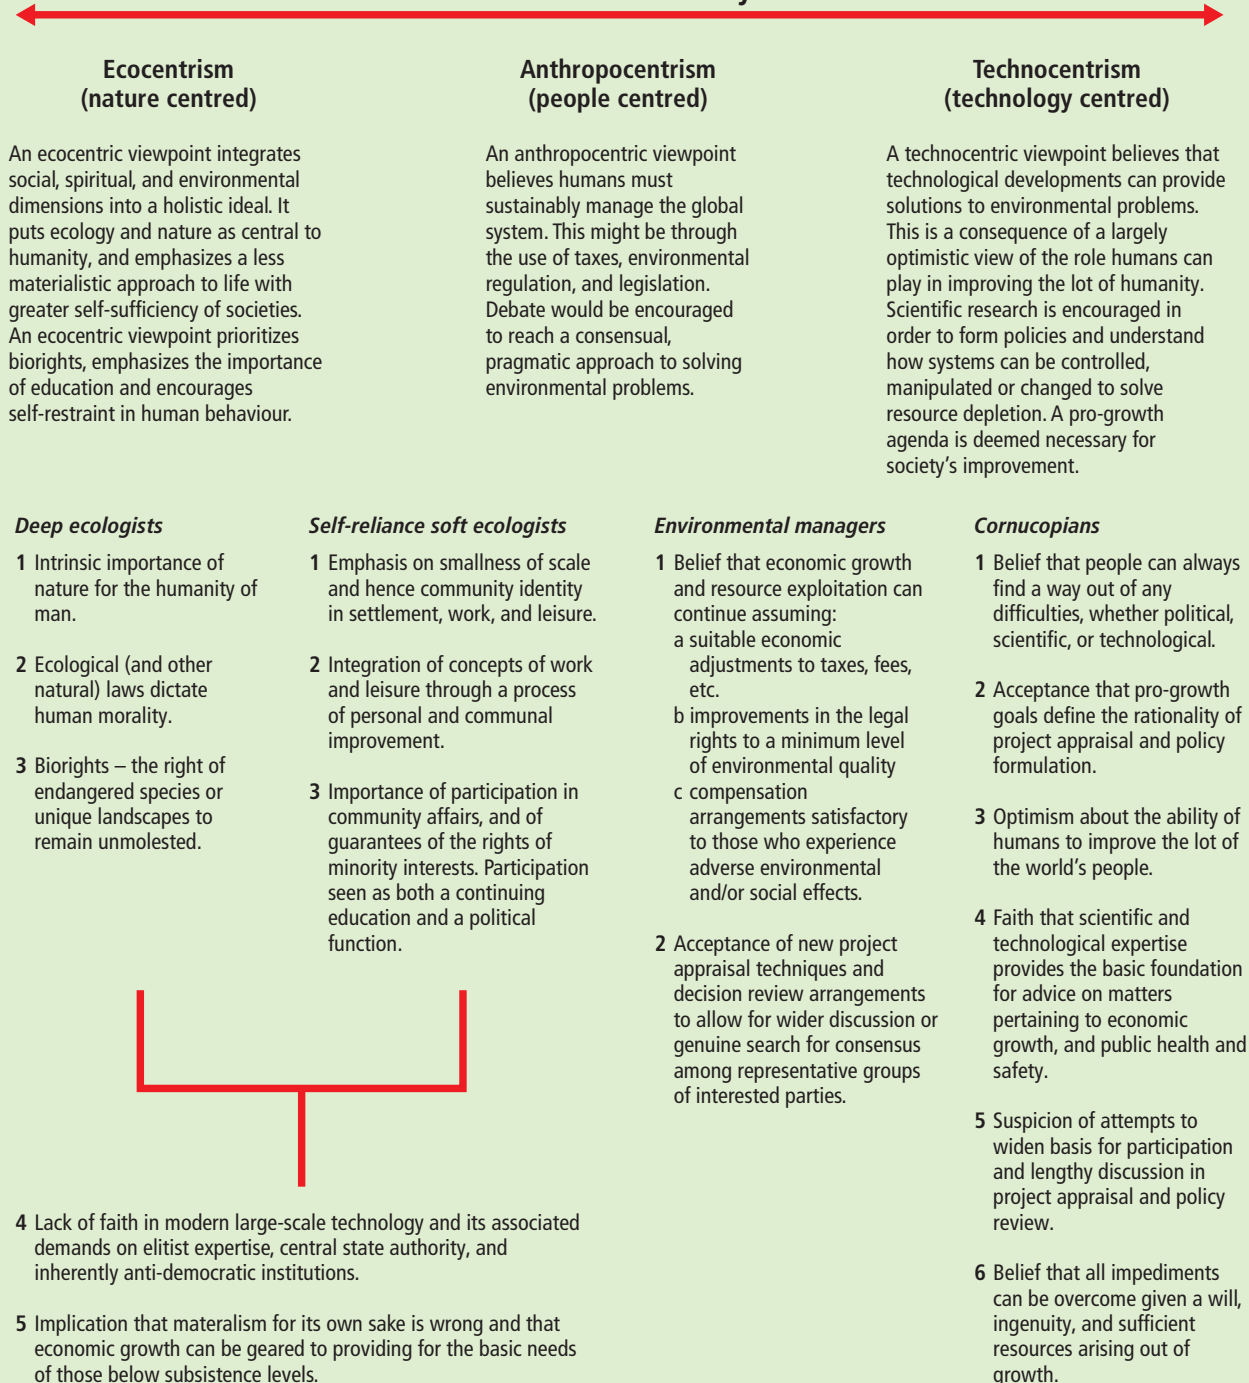 Ecocentrism
(nature centred)
An ecocentric viewpoint integrates
social, spiritual, and environmental
dimensions into a holistic ideal. It
puts ecology and nature as central to
humanity, and emphasizes a less
materialistic approach to life with
greater self-sufficiency of societies.
An ecocentric viewpoint prioritizes
biorights, emphasizes the importance
of education and encourages
self-restraint in human behaviour.
Anthropocentrism
(people centred)
An anthropocentric viewpoint
believes humans must
sustainably manage the global
system. This might be through
the use of taxes, environmental
regulation, and legislation.
Debate would be encouraged
to reach a consensual,
pragmatic approach to solving
environmental problems.
Technocentrism
(technology centred)
A technocentric viewpoint believes that
technological developments can provide
solutions to environmental problems.
This is a consequence of a largely
optimistic view of the role humans can
play in improving the lot of humanity.
Scientific research is encouraged in
order to form policies and understand
how systems can be controlled,
manipulated or changed to solve
resource depletion. A pro-growth
agenda is deemed necessary for
society's improvement.
Deep ecologists
1 Intrinsic importance of
nature for the humanity of
man.
2 Ecological (and other
natural) laws dictate
human morality.
3 Biorights – the right of
endangered species or
unique landscapes to
remain unmolested.
Self-reliance soft ecologists
1 Emphasis on smallness of scale
and hence community identity
in settlement, work, and leisure.
2 Integration of concepts of work
and leisure through a process
of personal and communal
improvement.
3 Importance of participation in
community affairs, and of
guarantees of the rights of
minority interests. Participation
seen as both a continuing
education and a political
function.
4 Lack of faith in modern large-scale technology and its associated
demands on elitist expertise, central state authority, and
inherently anti-democratic institutions.
5 Implication that materalism for its own sake is wrong and that
economic growth can be geared to providing for the basic needs
of those below subsistence levels.
Environmental managers
1 Belief that economic growth
and resource exploitation can
continue assuming:
a suitable economic
adjustments to taxes, fees,
etc.
b improvements in the legal
rights to a minimum level
of environmental quality
c compensation
arrangements satisfactory
to those who experience
adverse environmental
and/or social effects.
2 Acceptance of new project
appraisal techniques and
decision review arrangements
to allow for wider discussion or
genuine search for consensus
among representative groups
of interested parties.
Cornucopians
1 Belief that people can always
find a way out of any
difficulties, whether political,
scientific, or technological.
2 Acceptance that pro-growth
goals define the rationality of
project appraisal and policy
formulation.
3 Optimism about the ability of
humans to improve the lot of
the world's people.
4 Faith that scientific and
technological expertise
provides the basic foundation
for advice on matters
pertaining to economic
growth, and public health and
safety.
5 Suspicion of attempts to
widen basis for participation
and lengthy discussion in
project appraisal and policy
review.
6 Belief that all impediments
can be overcome given a will,
ingenuity, and sufficient
resources arising out of
growth.